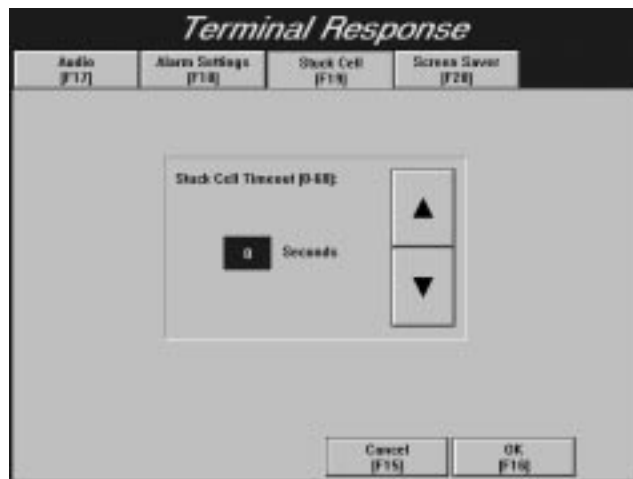 Terminal Response
Audio
[F17]
Alarm Settings
[F18]
Stuck Cell
[F19]
Screen Saver
[F20]
Stuck Cell Timeout [0-60]:
0 Seconds
Cancel
[F15]
OK
[F16]